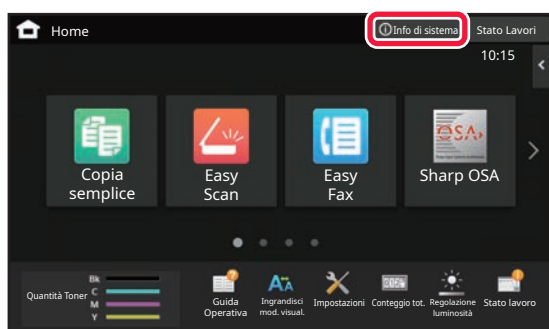 Home
Info di sistema
Stato Lavori
10:15
Copia
semplice
Easy
Scan
Easy
Fax
Sharp OSA
OSA
Quantità Toner
Bk
C
M
Y
Guida
Operativa
Ingrandisci
mod. visual.
Impostazioni
Conteggio tot.
Regolazione
luminosità
Stato lavoro